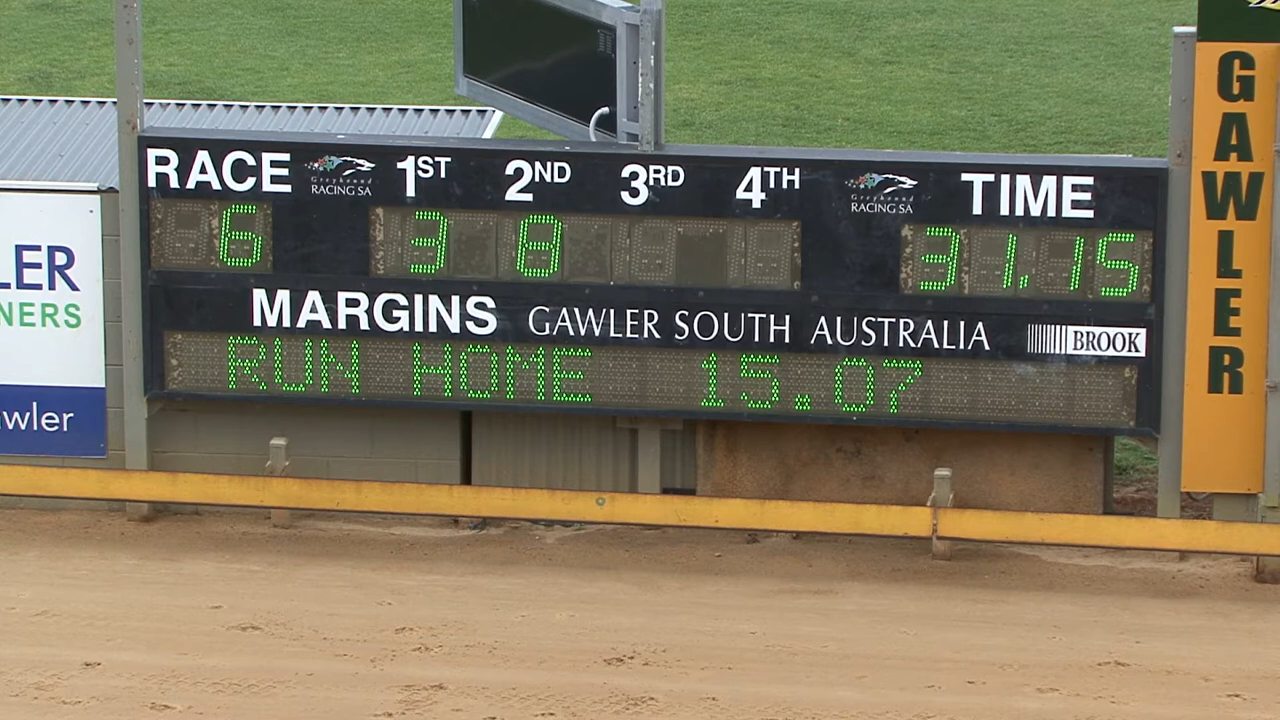 RACE Greyhound RACING SA 1ST 2ND 3RD 4TH Greyhound RACING SA TIME
6 3 8 31.15
MARGINS GAWLER SOUTH AUSTRALIA BROOK
RUN HOME 15.07
GAWLER
LER
NERS
awler